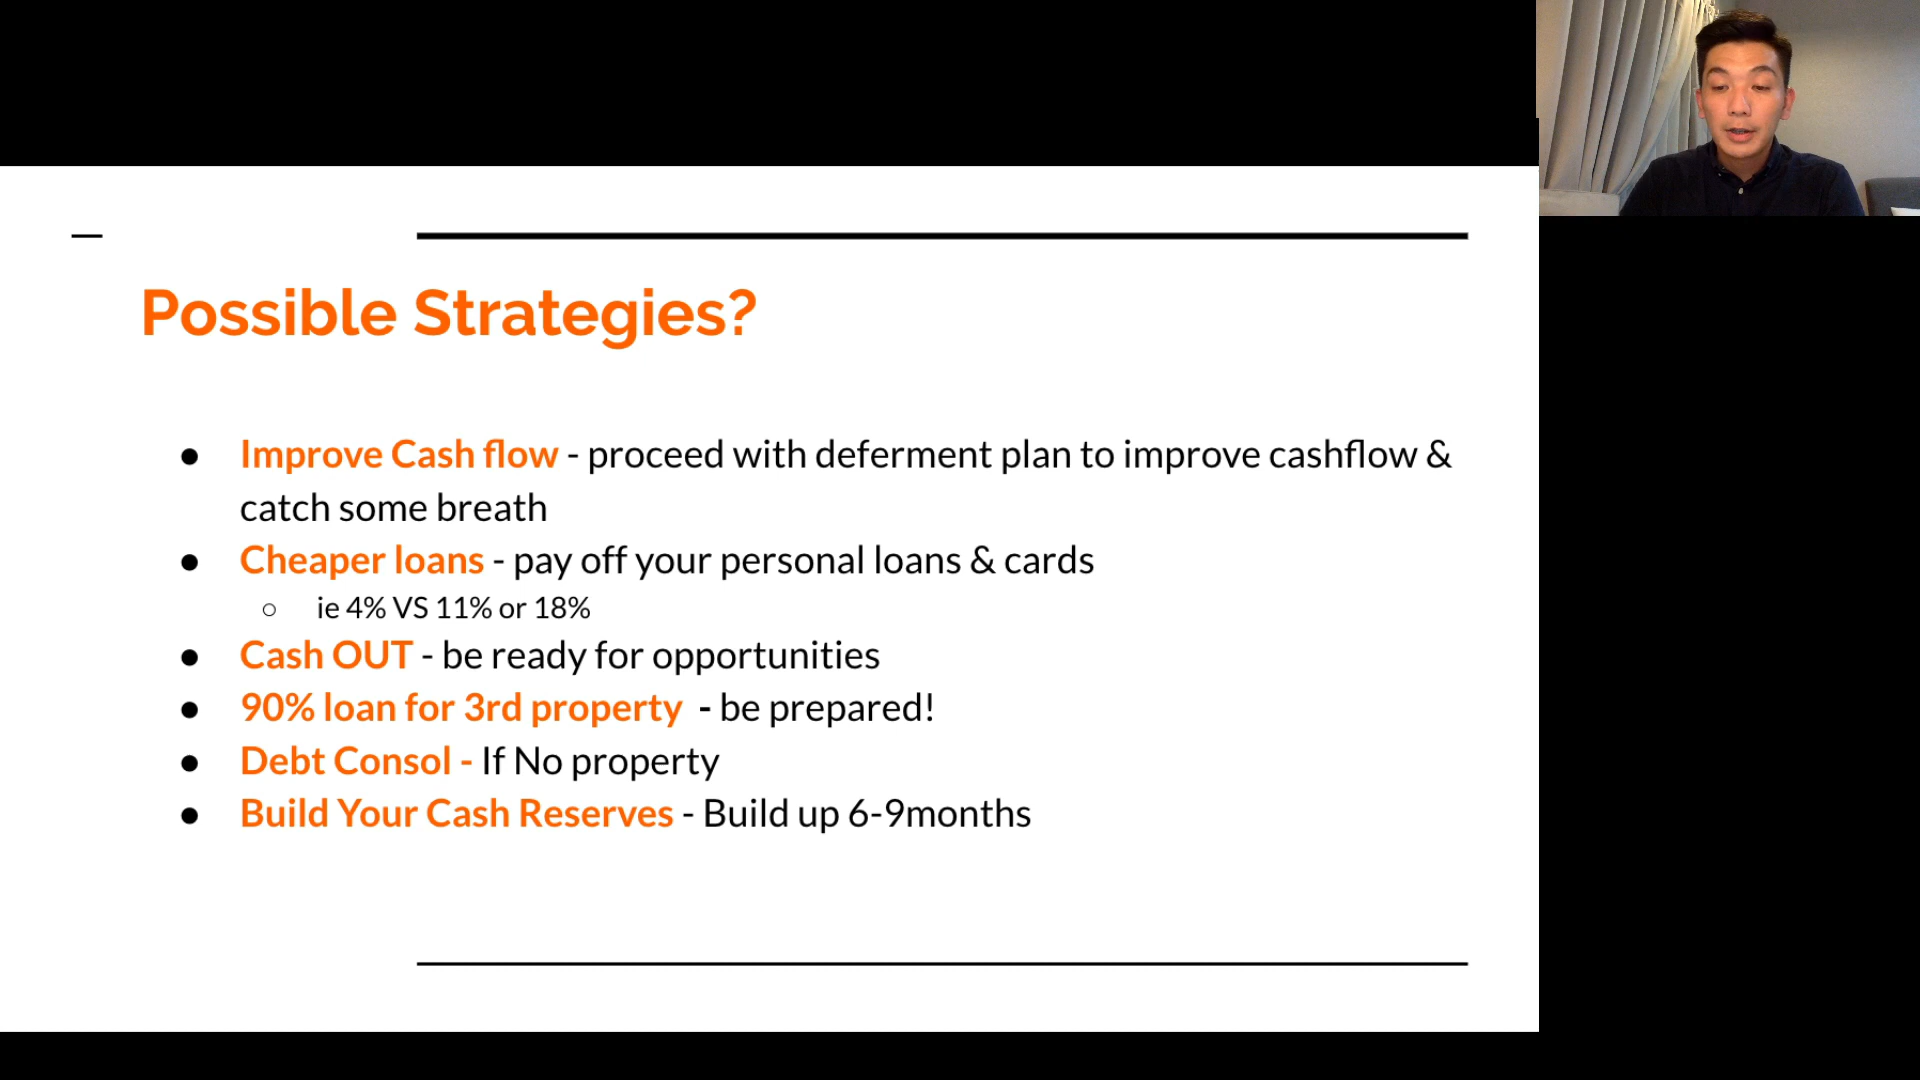 Possible Strategies?
● Improve Cash flow - proceed with deferment plan to improve cashflow &
catch some breath
● Cheaper loans - pay off your personal loans & cards
○ ie 4% VS 11% or 18%
● Cash OUT - be ready for opportunities
● 90% loan for 3rd property - be prepared!
● Debt Consol - If No property
● Build Your Cash Reserves - Build up 6-9months